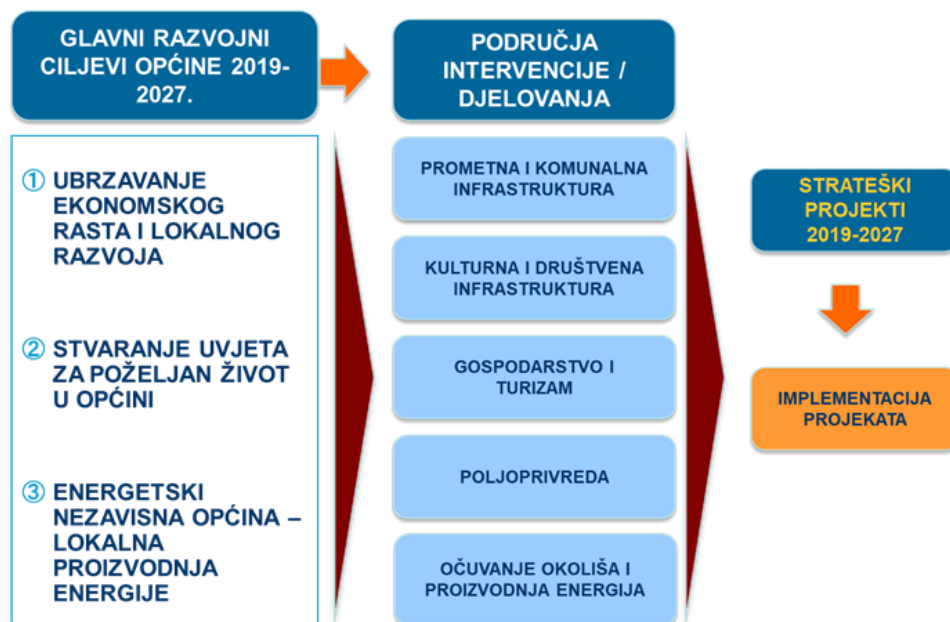 GLAVNI RAZVOJNI
CILJEVI OPĆINE 2019-
2027.
① UBRZAVANJE
EKONOMSKOG
RASTA I LOKALNOG
RAZVOJA
② STVARANJE UVJETA
ZA POŽELJAN ŽIVOT
U OPĆINI
③ ENERGETSKI
NEZAVISNA OPĆINA –
LOKALNA
PROIZVODNJA
ENERGIJE
PODRUČJA
INTERVENCIJE /
DJELOVANJA
PROMETNA I KOMUNALNA
INFRASTRUKTURA
KULTURNA I DRUŠTVENA
INFRASTRUKTURA
GOSPODARSTVO I
TURIZAM
POLJOPRIVREDA
OČUVANJE OKOLIŠA I
PROIZVODNJA ENERGIJA
STRATEŠKI
PROJEKTI
2019-2027
IMPLEMENTACIJA
PROJEKATA